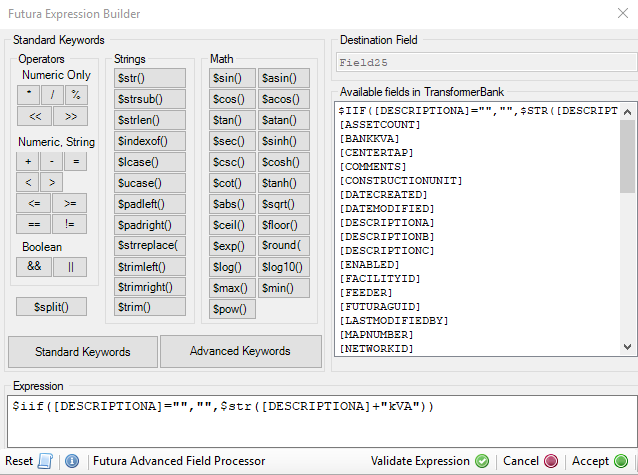 Futura Expression Builder
Standard Keywords
Operators
Numeric Only
* / %
<< >>
Numeric, String
+ - =
< >
<= >=
== !=
Boolean
&& ||
$split()
Strings
$str()
$strsub()
$strlen()
$indexof()
$lcase()
$ucase()
$padleft()
$padright()
$strreplace(
$trimleft()
$trimright()
$trim()
Math
$sin() $asin()
$cos() $acos()
$tan() $atan()
$sec() $sinh()
$csc() $cosh()
$cot() $tanh()
$abs() $sqrt()
$ceil() $floor()
$exp() $round(
$log() $log10()
$max() $min()
$pow()
Standard Keywords
Advanced Keywords
Destination Field
Field25
Available fields in TransformerBank
$IIF([DESCRIPTIONA]="","",$STR([DESCRIPT
[ASSETCOUNT]
[BANKKVA]
[CENTERTAP]
[COMMENTS]
[CONSTRUCTIONUNIT]
[DATECREATED]
[DATEMODIFIED]
[DESCRIPTIONA]
[DESCRIPTIONB]
[DESCRIPTIONC]
[ENABLED]
[FACILITYID]
[FEEDER]
[FUTURAGUID]
[LASTMODIFIEDBY]
[MAPNUMBER]
[NETWORKID]
Expression
$iif([DESCRIPTIONA]="","",$str([DESCRIPTIONA]+"kVA"))
Reset Futura Advanced Field Processor Validate Expression Cancel Accept